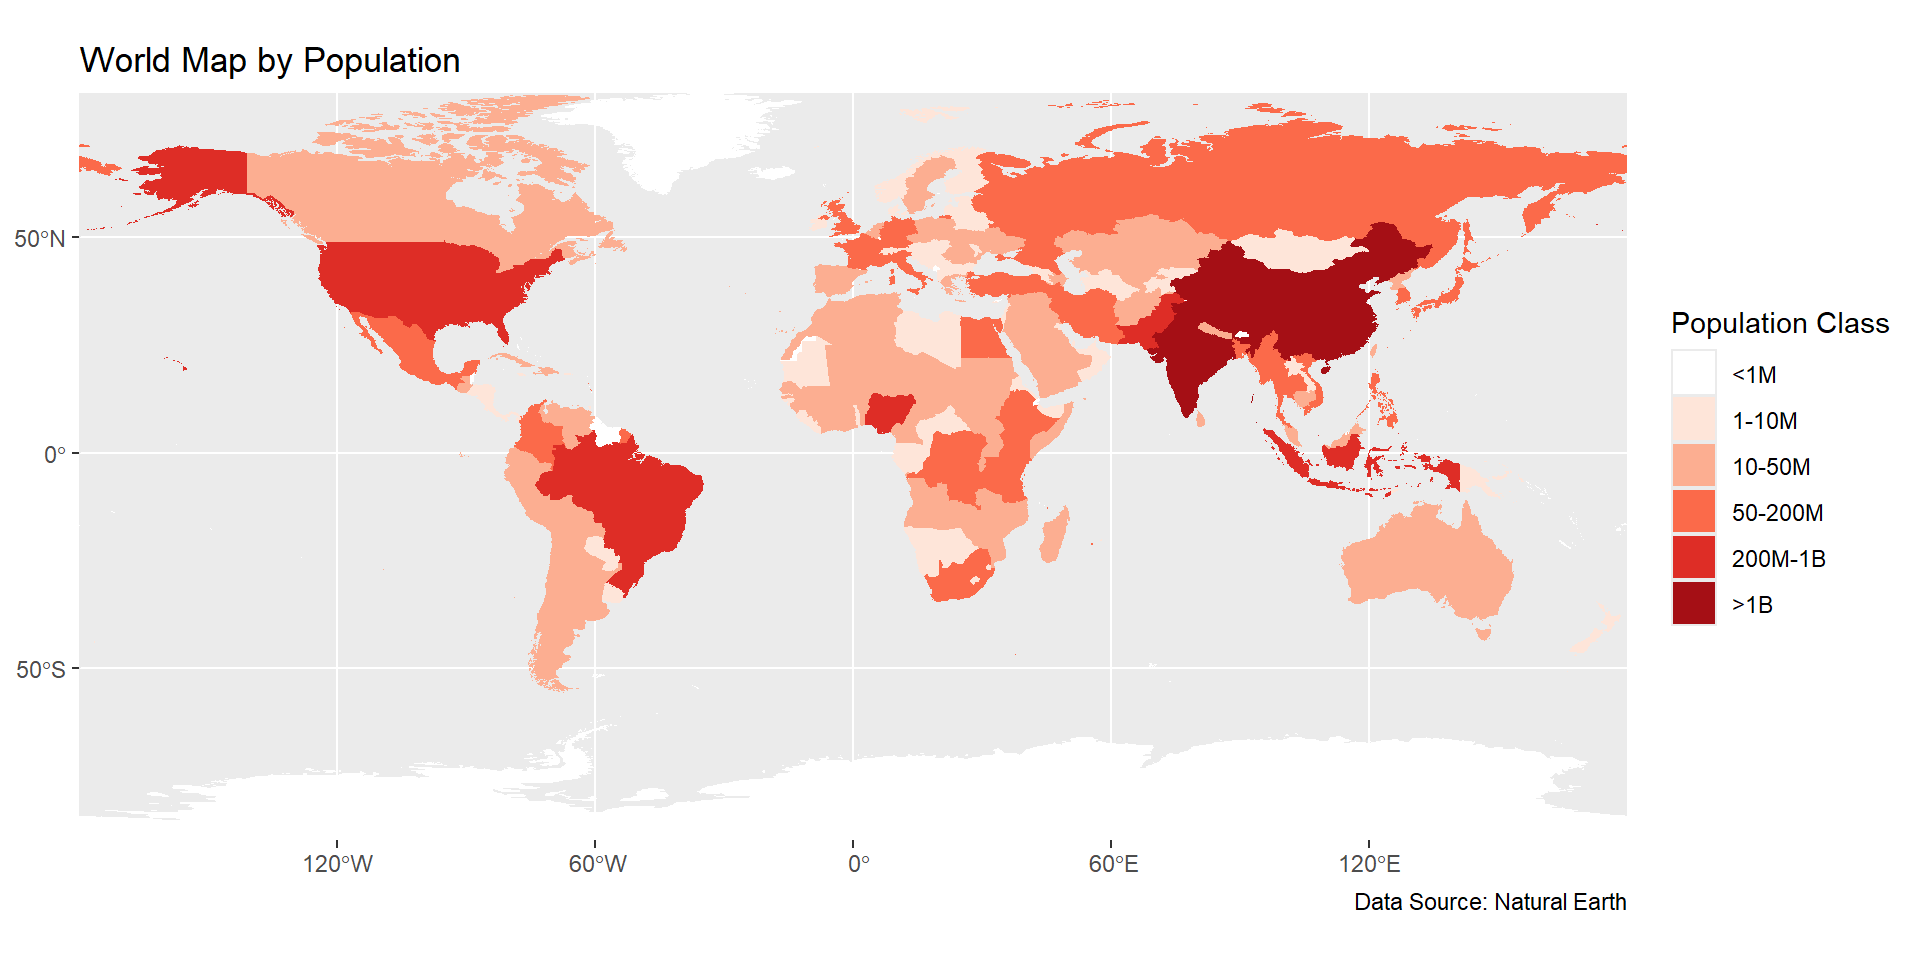 World Map by Population
50°N
0°
50°S
120°W
60°W
0°
60°E
120°E
Population Class
<1M
1-10M
10-50M
50-200M
200M-1B
>1B
Data Source: Natural Earth